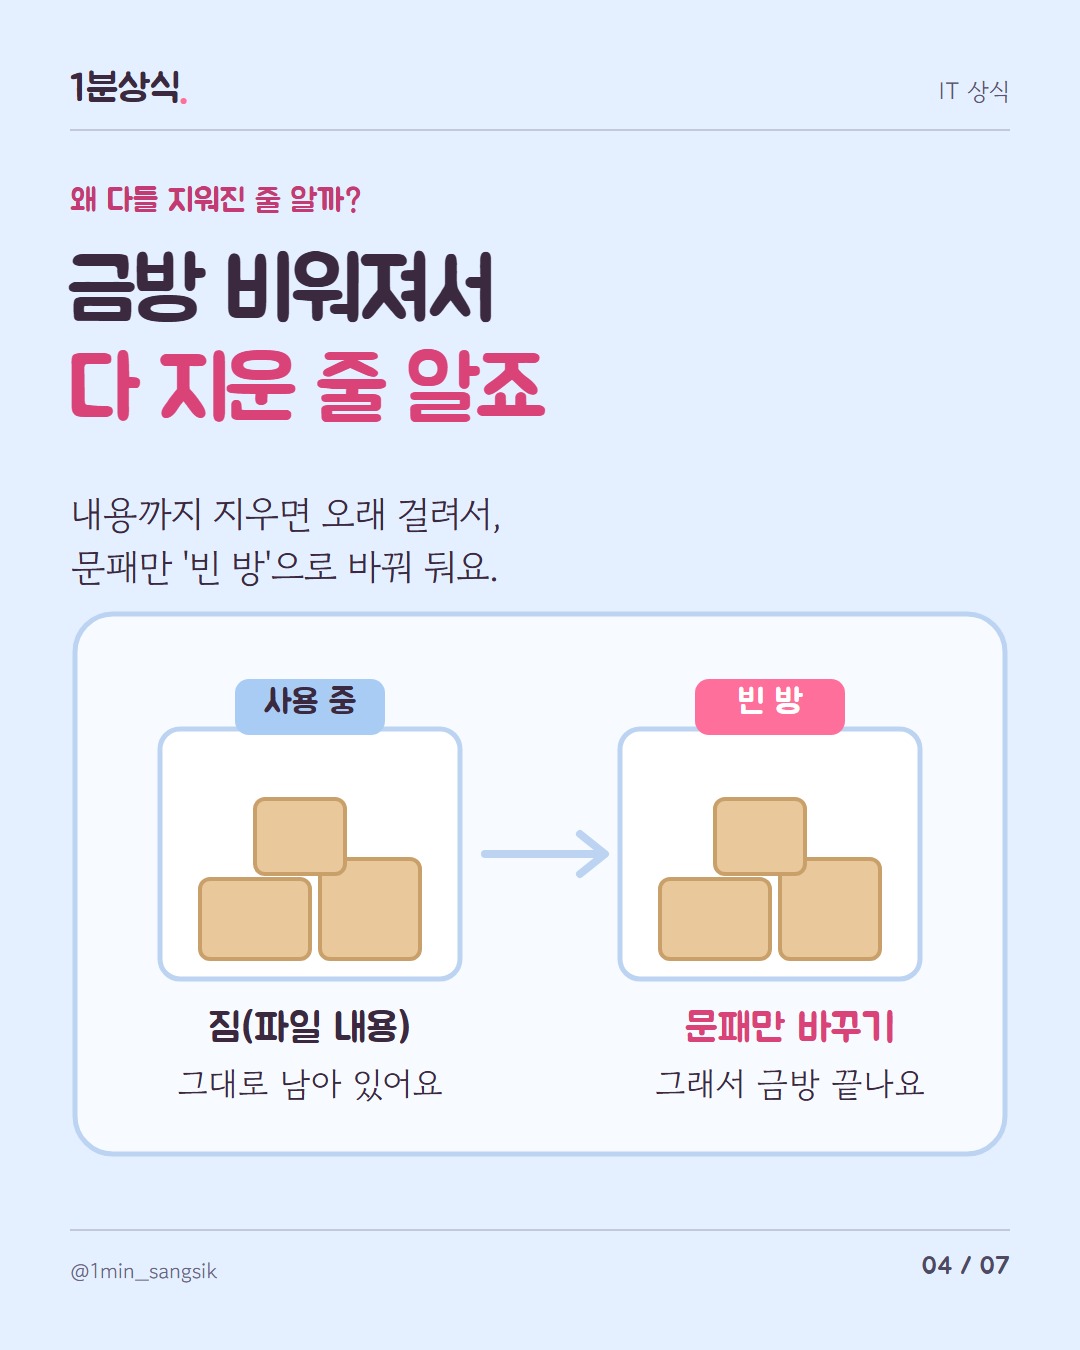 1분상식.
IT 상식
왜 다들 지워진 줄 알까?
금방 비워져서
다 지운 줄 알죠
내용까지 지우면 오래 걸려서,
문패만 '빈 방'으로 바꿔 둬요.
사용 중
빈 방
짐(파일 내용)
그대로 남아 있어요
문패만 바꾸기
그래서 금방 끝나요
@1min_sangsik
04 / 07